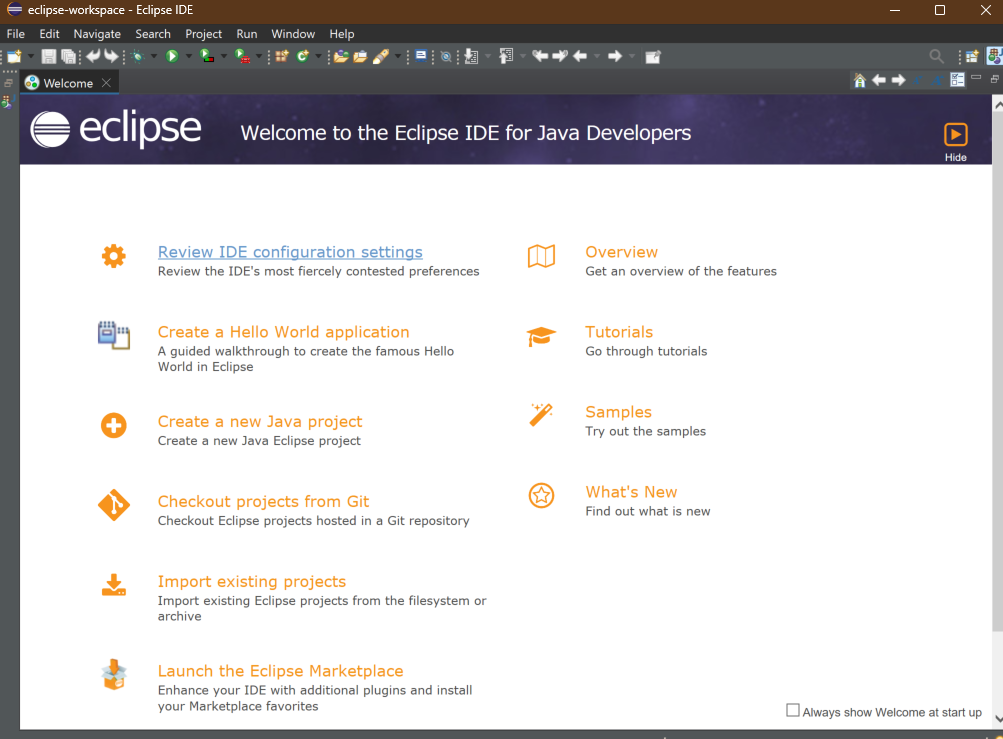 eclipse-workspace - Eclipse IDE
File Edit Navigate Search Project Run Window Help
Welcome
eclipse
Welcome to the Eclipse IDE for Java Developers
Hide
Review IDE configuration settings
Review the IDE's most fiercely contested preferences
Create a Hello World application
A guided walkthrough to create the famous Hello
World in Eclipse
Create a new Java project
Create a new Java Eclipse project
Checkout projects from Git
Checkout Eclipse projects hosted in a Git repository
Import existing projects
Import existing Eclipse projects from the filesystem or
archive
Launch the Eclipse Marketplace
Enhance your IDE with additional plugins and install
your Marketplace favorites
Overview
Get an overview of the features
Tutorials
Go through tutorials
Samples
Try out the samples
What's New
Find out what is new
Always show Welcome at start up